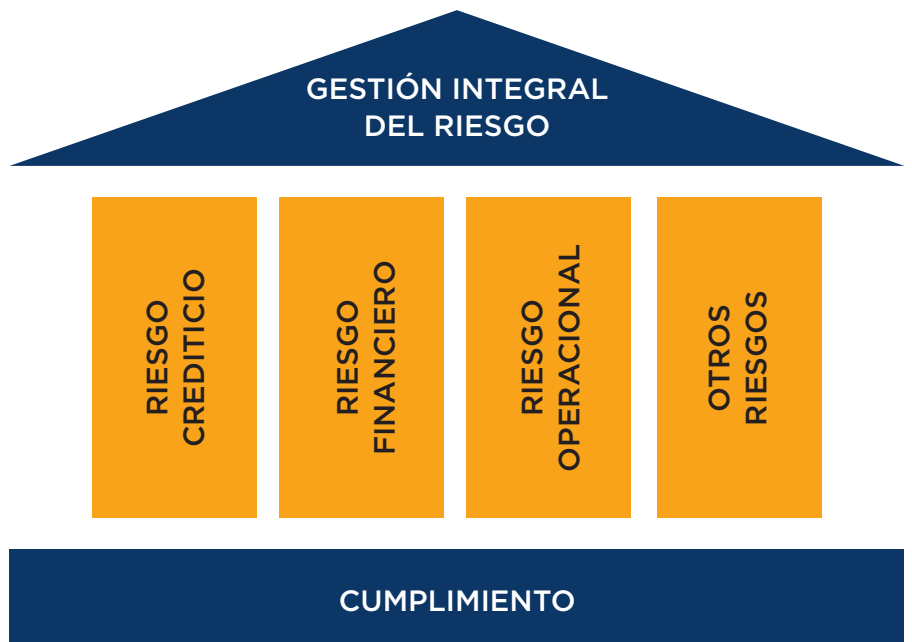 GESTIÓN INTEGRAL
DEL RIESGO
RIESGO
CREDITICIO
RIESGO
FINANCIERO
RIESGO
OPERACIONAL
OTROS
RIESGOS
CUMPLIMIENTO